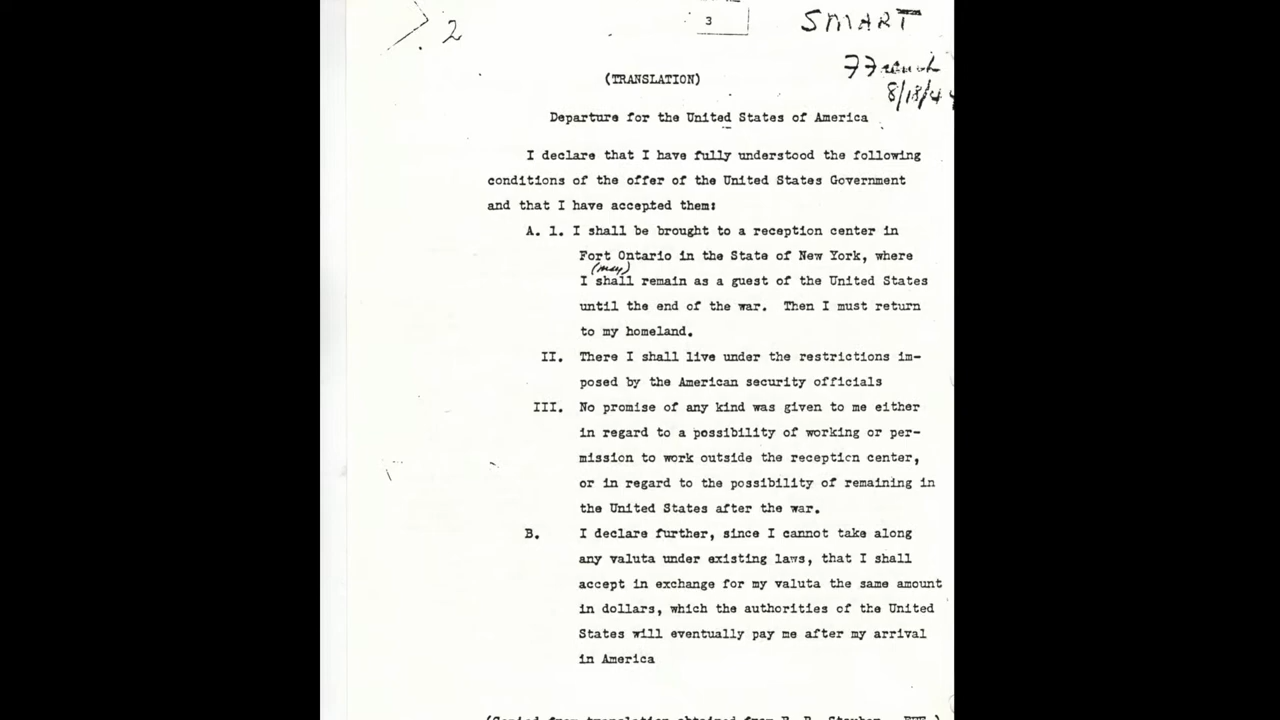 2
3
SMART
8/18/44
(TRANSLATION)
Departure for the United States of America
I declare that I have fully understood the following
conditions of the offer of the United States Government
and that I have accepted them:
A. 1. I shall be brought to a reception center in
Fort Ontario in the State of New York, where
(may)
I shall remain as a guest of the United States
until the end of the war. Then I must return
to my homeland.
II. There I shall live under the restrictions im-
posed by the American security officials
III. No promise of any kind was given to me either
in regard to a possibility of working or per-
mission to work outside the reception center,
or in regard to the possibility of remaining in
the United States after the war.
B. I declare further, since I cannot take along
any valuta under existing laws, that I shall
accept in exchange for my valuta the same amount
in dollars, which the authorities of the United
States will eventually pay me after my arrival
in America
(Copied from translation obtained from